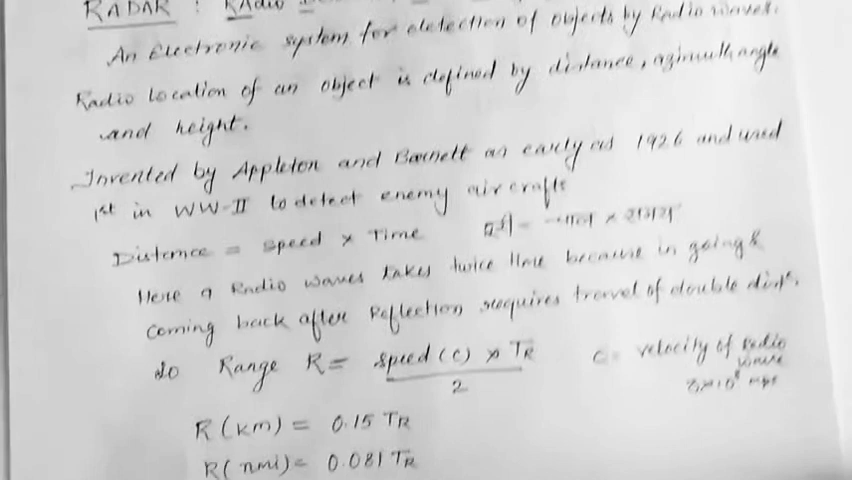 RADAR : RAdio
An Electronic system for detection of objects by Radio waves.
Radio location of an object is defined by distance, azimuth angle
and height.
Invented by Appleton and Barnett as early as 1926 and used
1st in WW-II to detect enemy aircrafts
Distance = speed x Time
Here a Radio waves takes twice time because in going &
coming back after Reflection requires travel of double dist.
so Range R = speed (c) x TR / 2 C = velocity of Radio
wave
3x10⁸ mps
R (km) = 0.15 TR
R (nmi) = 0.081 TR